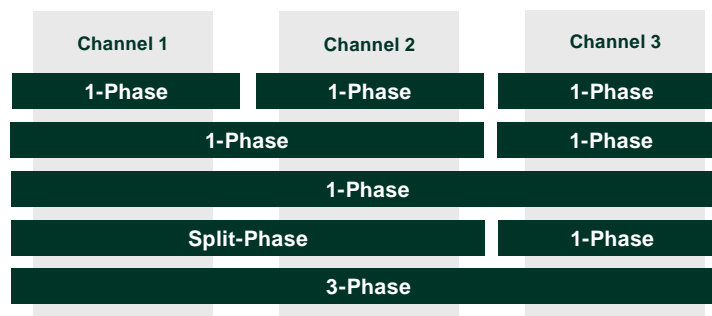 Channel 1 Channel 2 Channel 3
1-Phase 1-Phase 1-Phase
1-Phase 1-Phase
1-Phase
Split-Phase 1-Phase
3-Phase